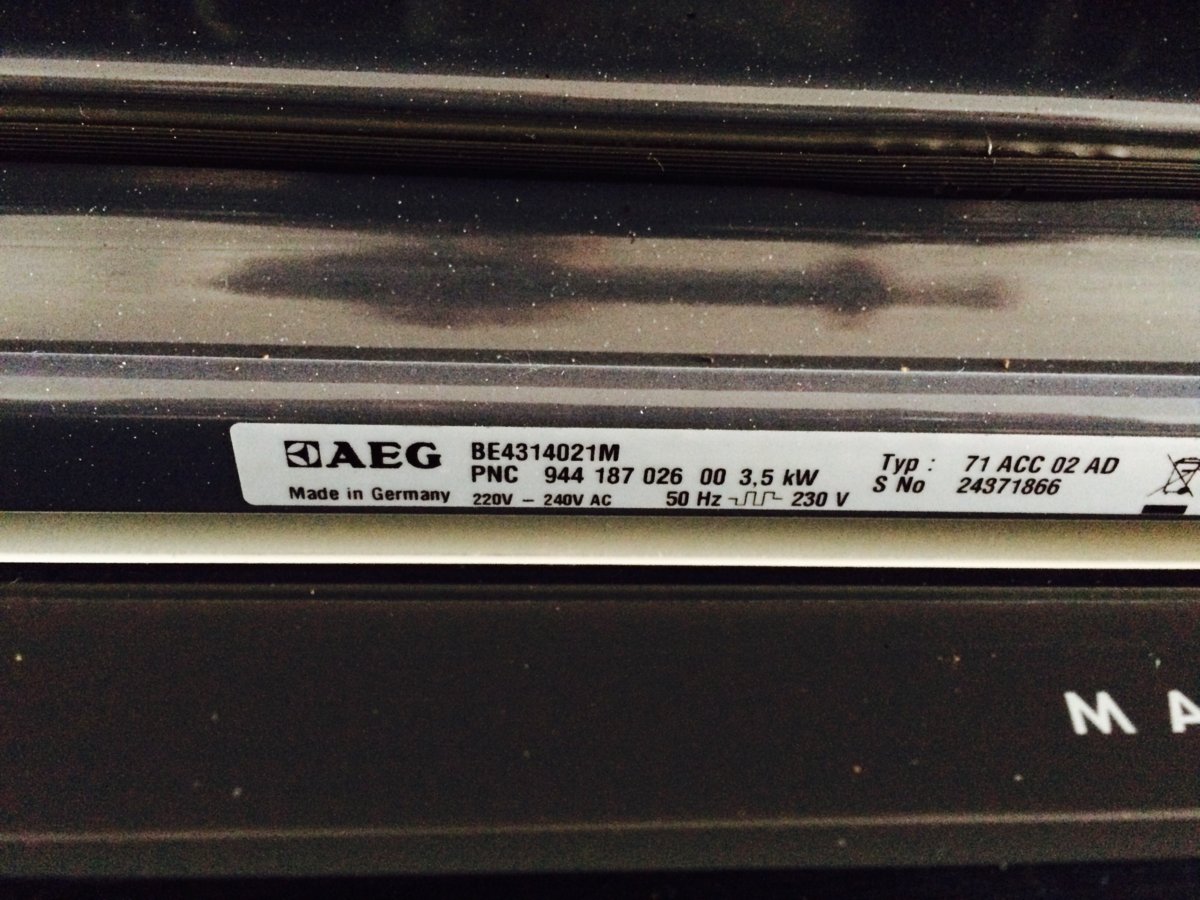 AEG BE4314021M
PNC 944 187 026 00 3,5 kW
Made in Germany 220V – 240V AC 50 Hz 230 V
Typ : 71 ACC 02 AD
S No 24371866
M A